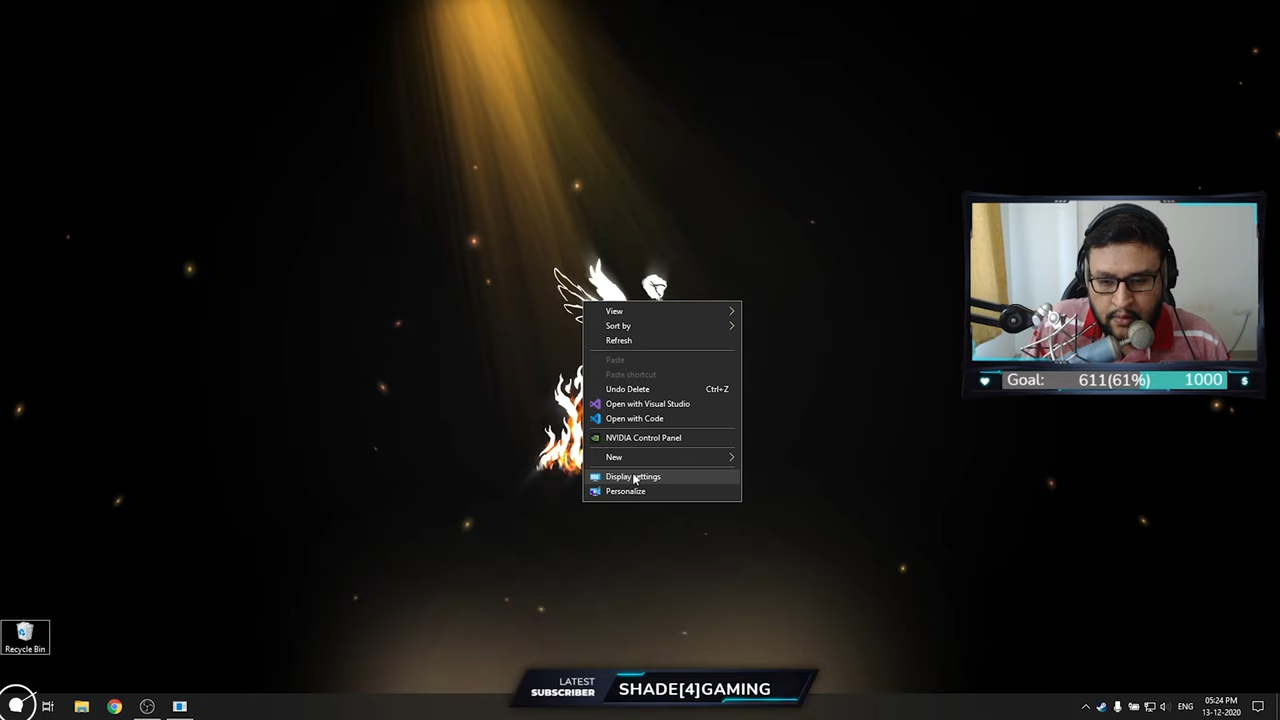 View
Sort by
Refresh
Paste
Paste shortcut
Undo Delete Ctrl+Z
Open with Visual Studio
Open with Code
NVIDIA Control Panel
New
Display settings
Personalize
Goal: 611(61%) 1000
$
Recycle Bin
LATEST
SUBSCRIBER
SHADE[4]GAMING
ENG
05:24 PM
13-12-2020